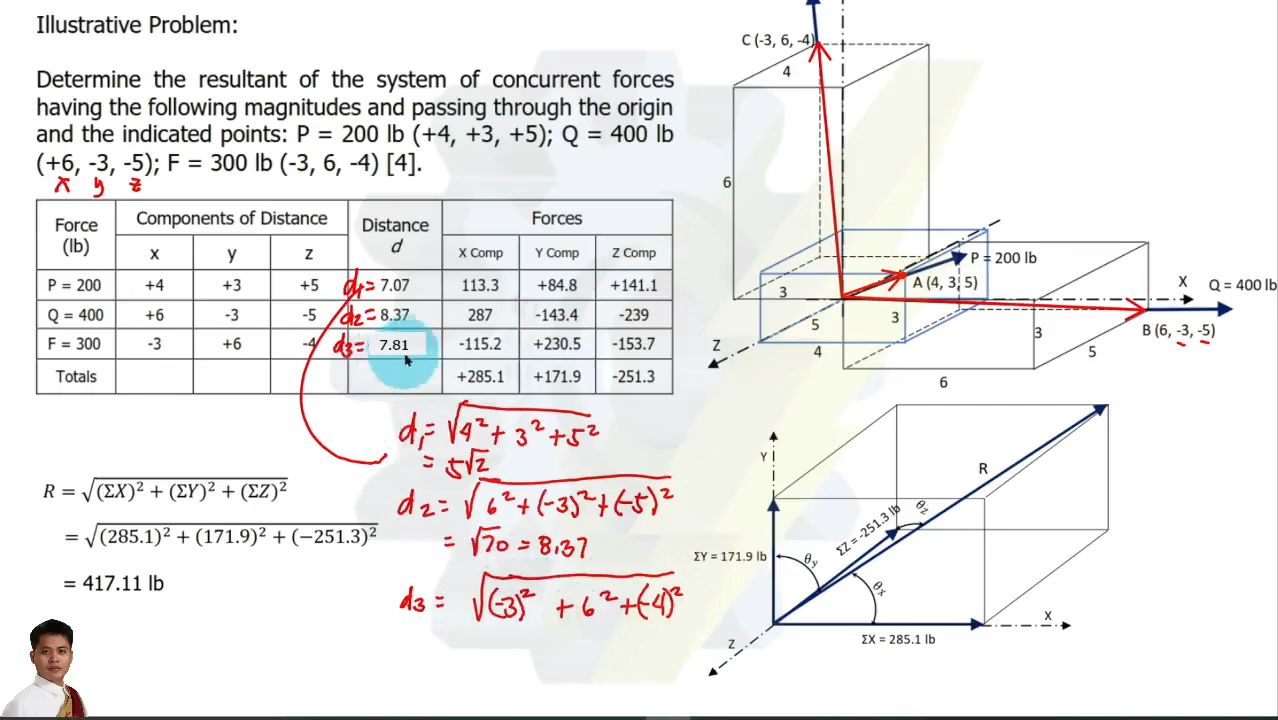 Illustrative Problem:
Determine the resultant of the system of concurrent forces
having the following magnitudes and passing through the origin
and the indicated points: P = 200 lb (+4, +3, +5); Q = 400 lb
(+6, -3, -5); F = 300 lb (-3, 6, -4) [4].
x y z
Force (lb) Components of Distance Distance d Forces
x y z X Comp Y Comp Z Comp
P = 200 +4 +3 +5 d1= 7.07 113.3 +84.8 +141.1
Q = 400 +6 -3 -5 d2= 8.37 287 -143.4 -239
F = 300 -3 +6 -4 d3= 7.81 -115.2 +230.5 -153.7
Totals +285.1 +171.9 -251.3
d₁= √4² + 3² + 5²
= 5√2
d2 = √6² + (-3)² + (-5)²
= √70 = 8.37
d3 = √(-3)² + 6² + (-4)²
R = √(ΣX)² + (ΣY)² + (ΣZ)²
= √(285.1)² + (171.9)² + (−251.3)²
= 417.11 lb
C (-3, 6, -4)
4
6
P = 200 lb
A (4, 3, 5)
X
Q = 400 lb
3
5
3
3
B (6, -3, -5)
Z
4
5
6
Y
R
θz
ΣZ = -251.3 lb
ΣY = 171.9 lb
θy
θx
X
Z
ΣX = 285.1 lb